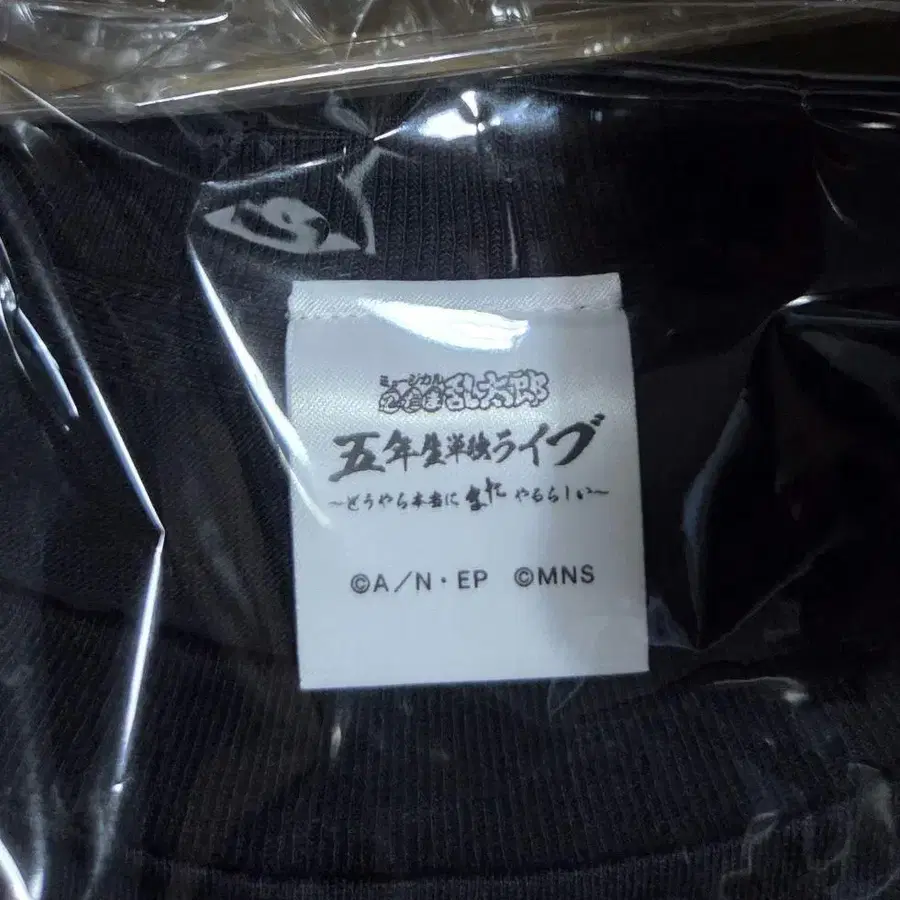 ミュージカル
忍たま乱太郎
五年生単独ライブ
〜どうやら本当にまたやるらしい〜
©A/N・EP ©MNS